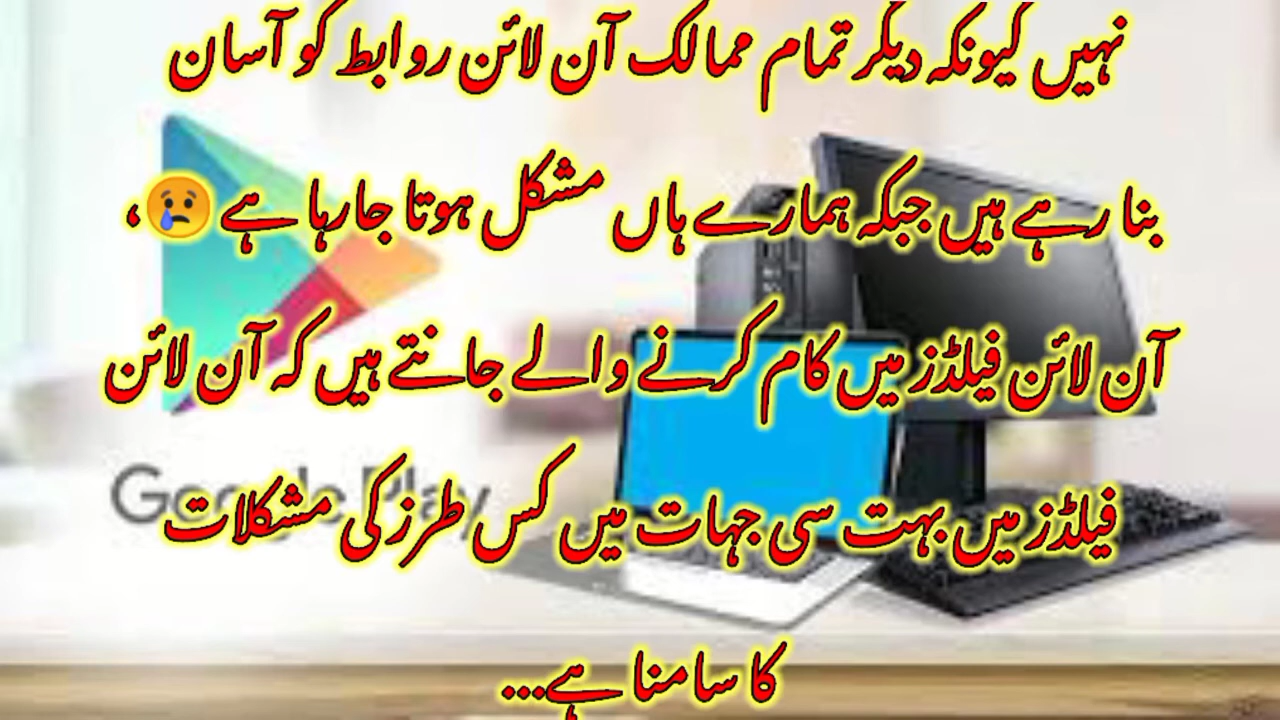 نہیں کیونکہ دیگر تمام ممالک آن لائن روابط کو آسان
بنا رہے ہیں جبکہ ہمارے ہاں مشکل ہوتا جارہا ہے 😢،
آن لائن فیلڈز میں کام کرنے والے جانتے ہیں کہ آن لائن
فیلڈز میں بہت سی جہات میں کس طرز کی مشکلات
کا سامنا ہے...
Google Play